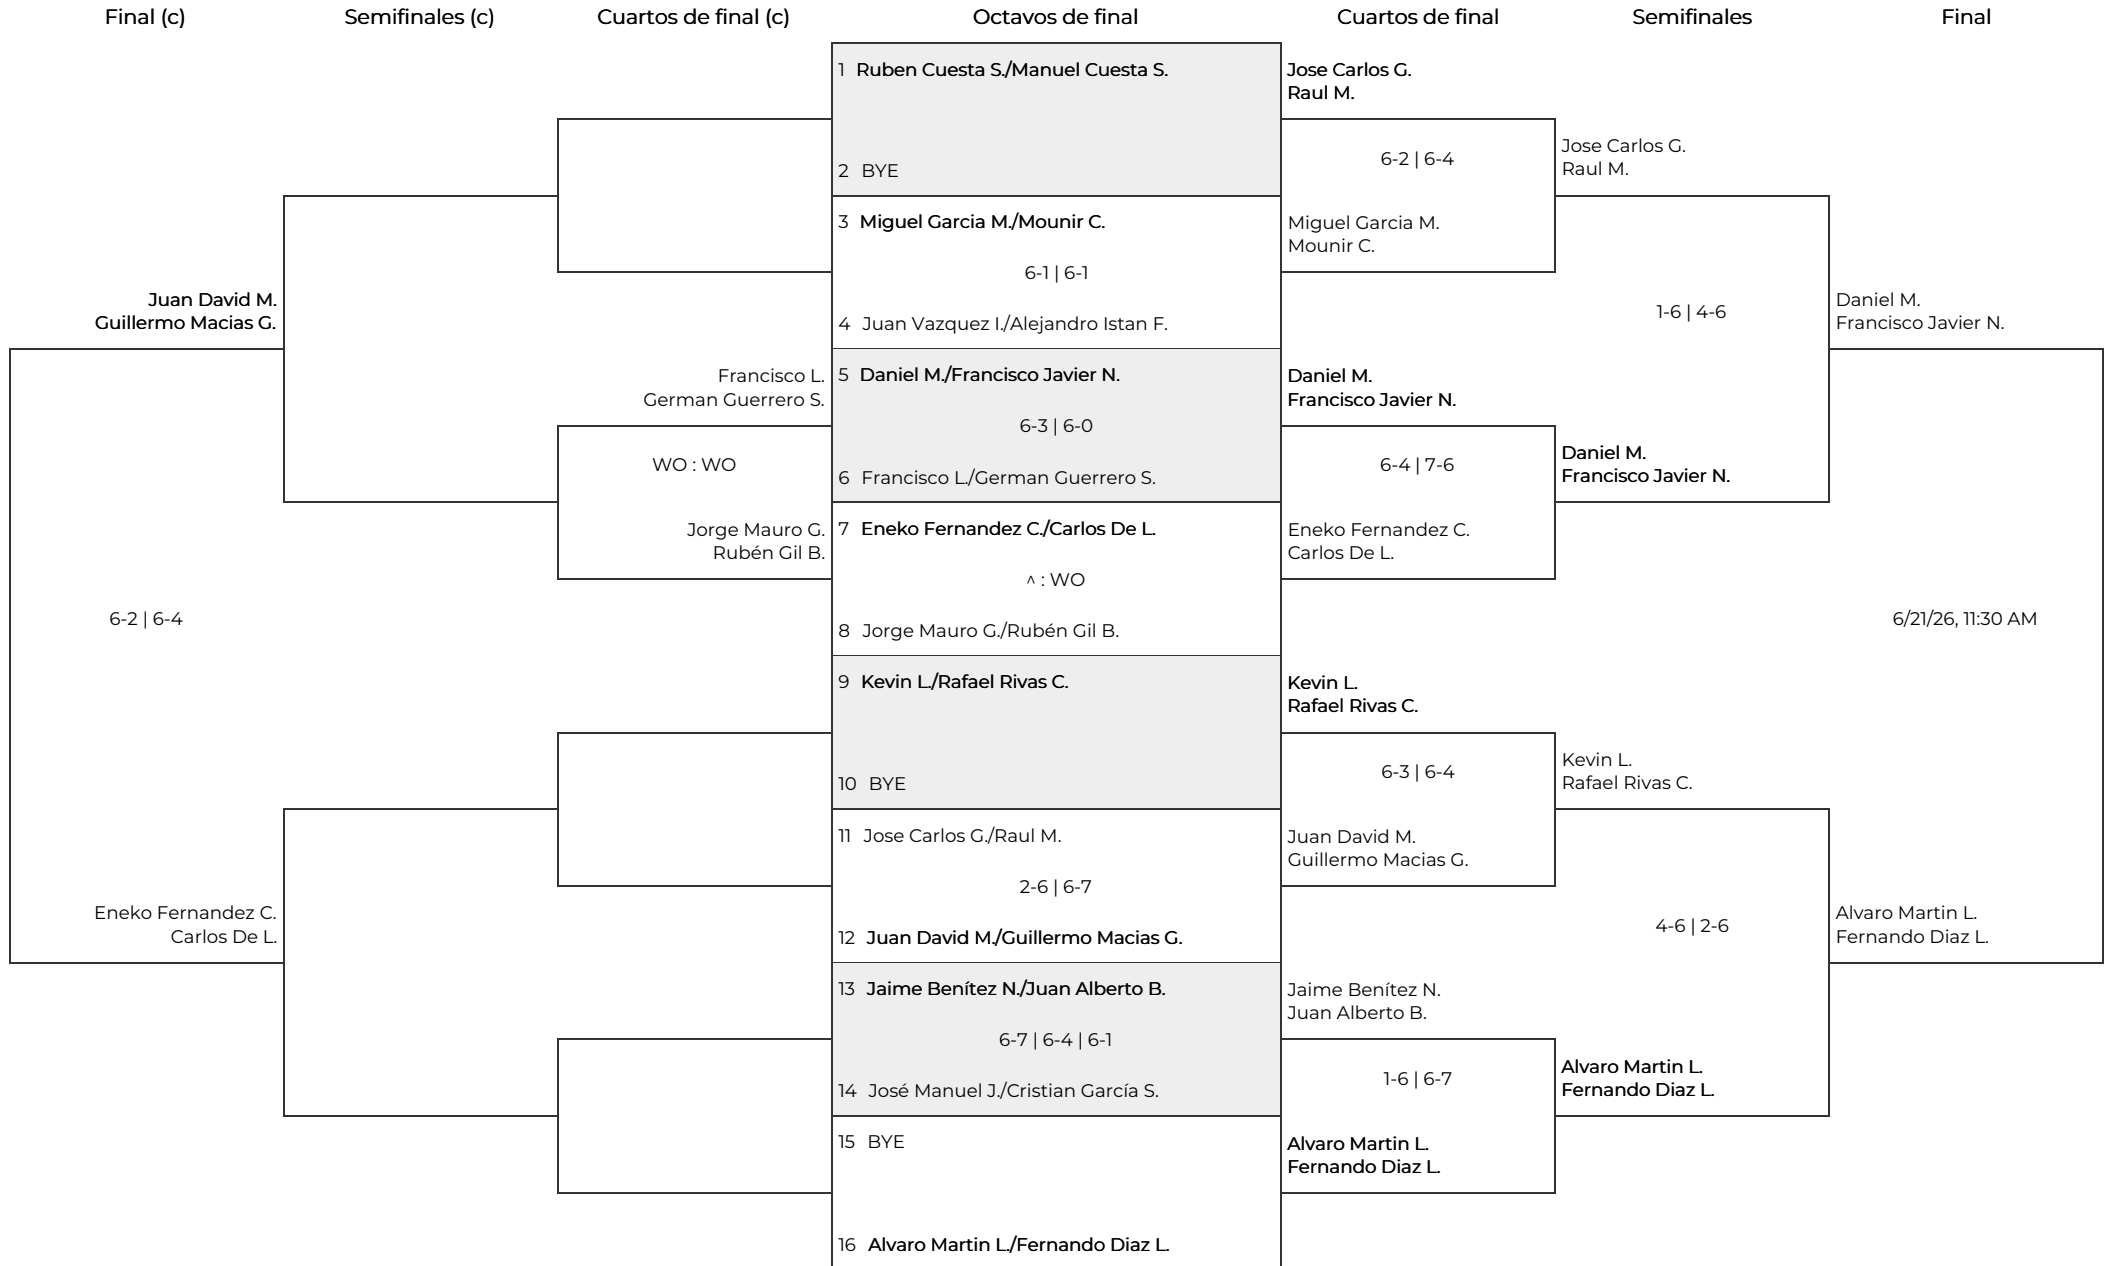 Final (c)
Semifinales (c)
Cuartos de final (c)
Octavos de final
Cuartos de final
Semifinales
Final
Juan David M.
Guillermo Macias G.
6-2 | 6-4
Eneko Fernandez C.
Carlos De L.
Francisco L.
German Guerrero S.
WO : WO
Jorge Mauro G.
Rubén Gil B.
1 Ruben Cuesta S./Manuel Cuesta S.
2 BYE
3 Miguel Garcia M./Mounir C.
6-1 | 6-1
4 Juan Vazquez I./Alejandro Istan F.
5 Daniel M./Francisco Javier N.
6-3 | 6-0
6 Francisco L./German Guerrero S.
7 Eneko Fernandez C./Carlos De L.
^ : WO
8 Jorge Mauro G./Rubén Gil B.
9 Kevin L./Rafael Rivas C.
10 BYE
11 Jose Carlos G./Raul M.
2-6 | 6-7
12 Juan David M./Guillermo Macias G.
13 Jaime Benítez N./Juan Alberto B.
6-7 | 6-4 | 6-1
14 José Manuel J./Cristian García S.
15 BYE
16 Alvaro Martin L./Fernando Diaz L.
Jose Carlos G.
Raul M.
6-2 | 6-4
Miguel Garcia M.
Mounir C.
Daniel M.
Francisco Javier N.
6-4 | 7-6
Eneko Fernandez C.
Carlos De L.
Kevin L.
Rafael Rivas C.
6-3 | 6-4
Juan David M.
Guillermo Macias G.
Jaime Benítez N.
Juan Alberto B.
1-6 | 6-7
Alvaro Martin L.
Fernando Diaz L.
Jose Carlos G.
Raul M.
1-6 | 4-6
Daniel M.
Francisco Javier N.
Kevin L.
Rafael Rivas C.
4-6 | 2-6
Alvaro Martin L.
Fernando Diaz L.
Daniel M.
Francisco Javier N.
6/21/26, 11:30 AM
Alvaro Martin L.
Fernando Diaz L.